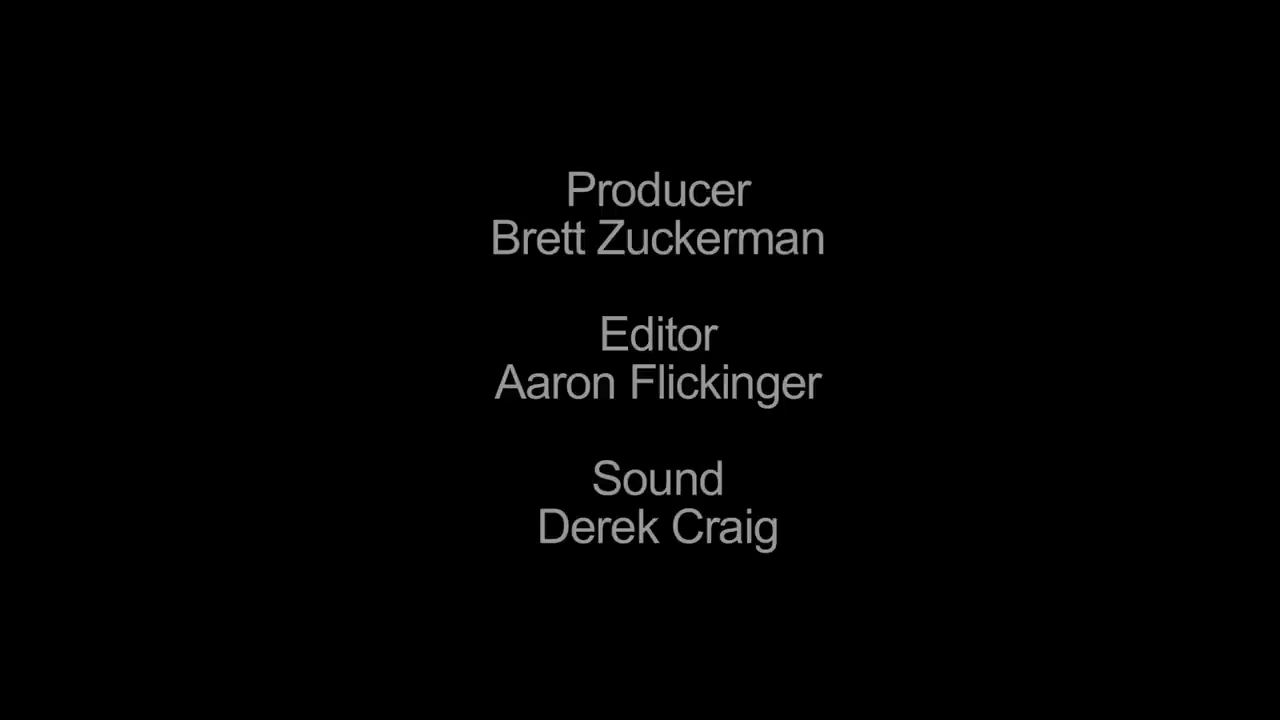 Producer
Brett Zuckerman
Editor
Aaron Flickinger
Sound
Derek Craig